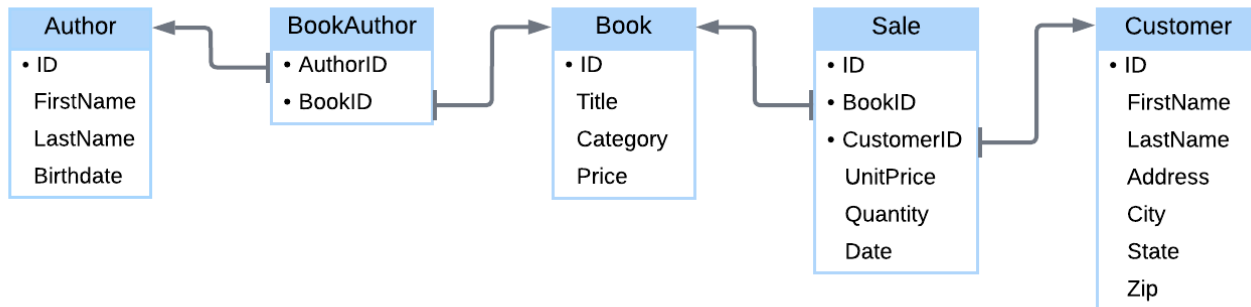 Author
• ID
FirstName
LastName
Birthdate
BookAuthor
• AuthorID
• BookID
Book
• ID
Title
Category
Price
Sale
• ID
• BookID
• CustomerID
UnitPrice
Quantity
Date
Customer
• ID
FirstName
LastName
Address
City
State
Zip